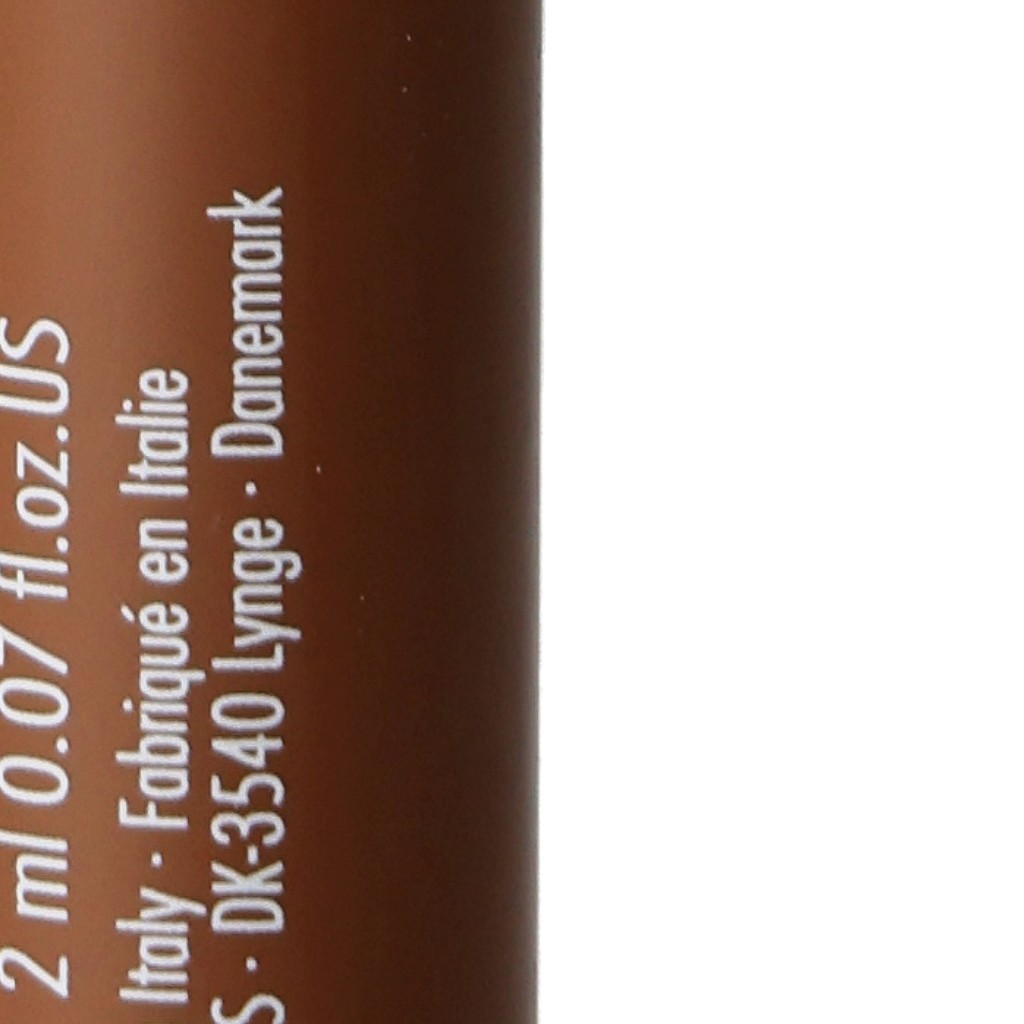 2 ml 0.07 fl.oz.US
Italy · Fabriqué en Italie
S · DK-3540 Lynge · Danemark